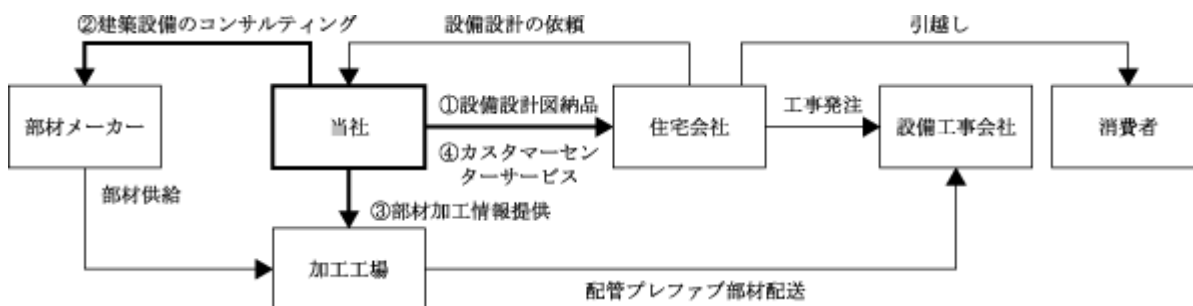 ②建築設備のコンサルティング
設備設計の依頼
引越し
部材メーカー
当社
①設備設計図納品
④カスタマーセン
ターサービス
住宅会社
工事発注
設備工事会社
消費者
部材供給
③部材加工情報提供
加工工場
配管プレファブ部材配送